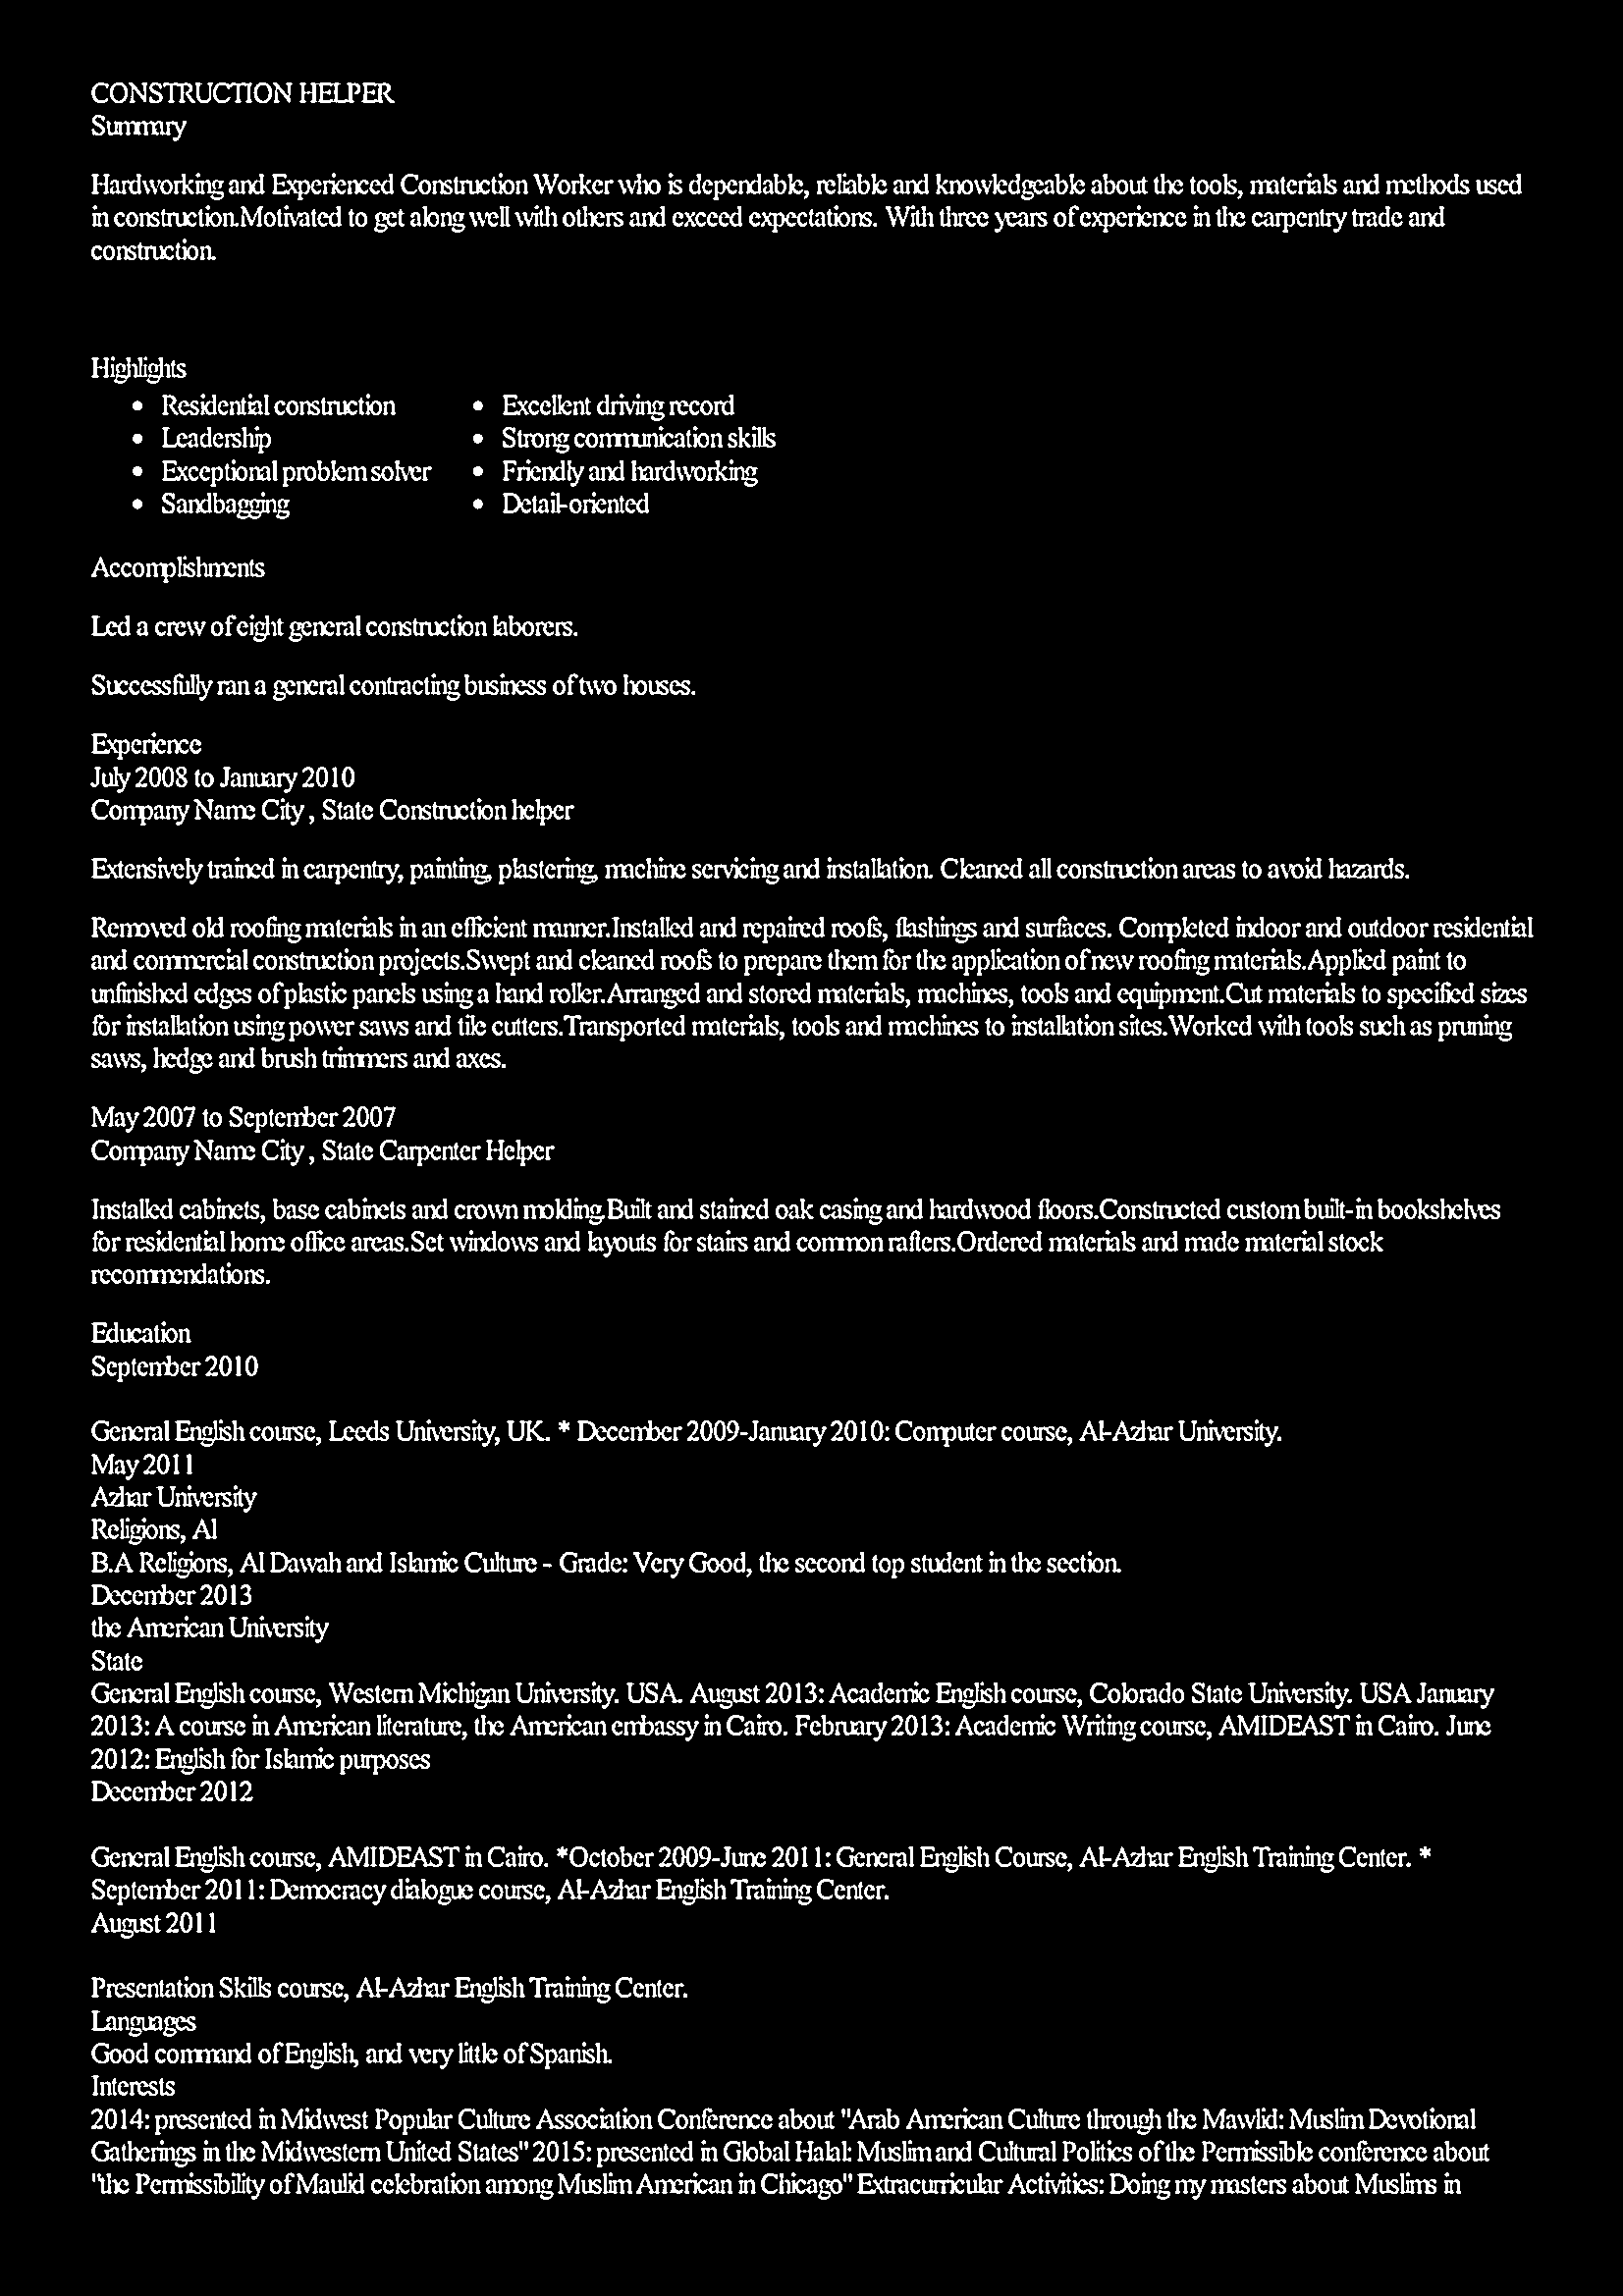 CONSTRUCTION HELPER
Summary
Hardworking and Experienced Construction Worker who is dependable, reliable and knowledgeable about the tools, materials and methods used
in construction.Motivated to get along well with others and exceed expectations. With three years of experience in the carpentry trade and
construction.
Highlights
• Residential construction
• Leadership
• Exceptional problem solver
• Sandbagging
• Excellent driving record
• Strong communication skills
• Friendly and hardworking
• Detail-oriented
Accomplishments
Led a crew of eight general construction laborers.
Successfully ran a general contracting business of two houses.
Experience
July 2008 to January 2010
Company Name City , State Construction helper
Extensively trained in carpentry, painting, plastering, machine servicing and installation. Cleaned all construction areas to avoid hazards.
Removed old roofing materials in an efficient manner.Installed and repaired roofs, flashings and surfaces. Completed indoor and outdoor residential
and commercial construction projects.Swept and cleaned roofs to prepare them for the application of new roofing materials.Applied paint to
unfinished edges of plastic panels using a hand roller.Arranged and stored materials, machines, tools and equipment.Cut materials to specified sizes
for installation using power saws and tile cutters.Transported materials, tools and machines to installation sites.Worked with tools such as pruning
saws, hedge and brush trimmers and axes.
May 2007 to September 2007
Company Name City , State Carpenter Helper
Installed cabinets, base cabinets and crown molding.Built and stained oak casing and hardwood floors.Constructed custom built-in bookshelves
for residential home office areas.Set windows and layouts for stairs and common rafters.Ordered materials and made material stock
recommendations.
Education
September 2010
General English course, Leeds University, UK. * December 2009-January 2010: Computer course, Al-Azhar University.
May 2011
Azhar University
Religions, Al
B.A Religions, Al Dawah and Islamic Culture - Grade: Very Good, the second top student in the section.
December 2013
the American University
State
General English course, Western Michigan University. USA. August 2013: Academic English course, Colorado State University. USA January
2013: A course in American literature, the American embassy in Cairo. February 2013: Academic Writing course, AMIDEAST in Cairo. June
2012: English for Islamic purposes
December 2012
General English course, AMIDEAST in Cairo. *October 2009-June 2011: General English Course, Al-Azhar English Training Center. *
September 2011: Democracy dialogue course, Al-Azhar English Training Center.
August 2011
Presentation Skills course, Al-Azhar English Training Center.
Languages
Good command of English, and very little of Spanish.
Interests
2014: presented in Midwest Popular Culture Association Conference about "Arab American Culture through the Mawlid: Muslim Devotional
Gatherings in the Midwestern United States" 2015: presented in Global Halal: Muslim and Cultural Politics of the Permissible conference about
"the Permissibility of Maulid celebration among Muslim American in Chicago" Extracurricular Activities: Doing my masters about Muslims in